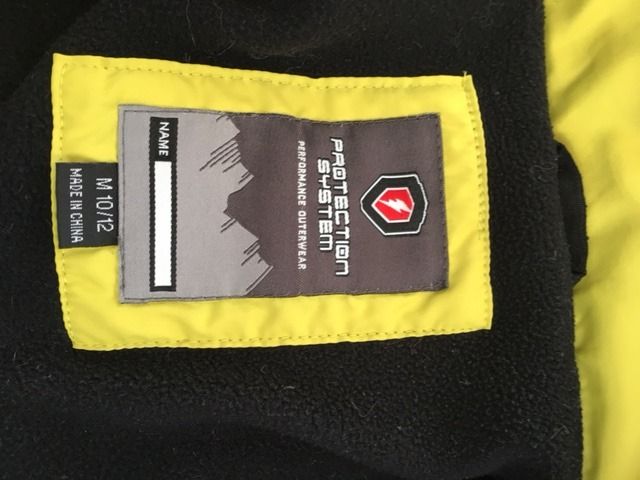 PROTECTION
SYSTEM
PERFORMANCE OUTERWEAR
NAME
M 10/12
MADE IN CHINA